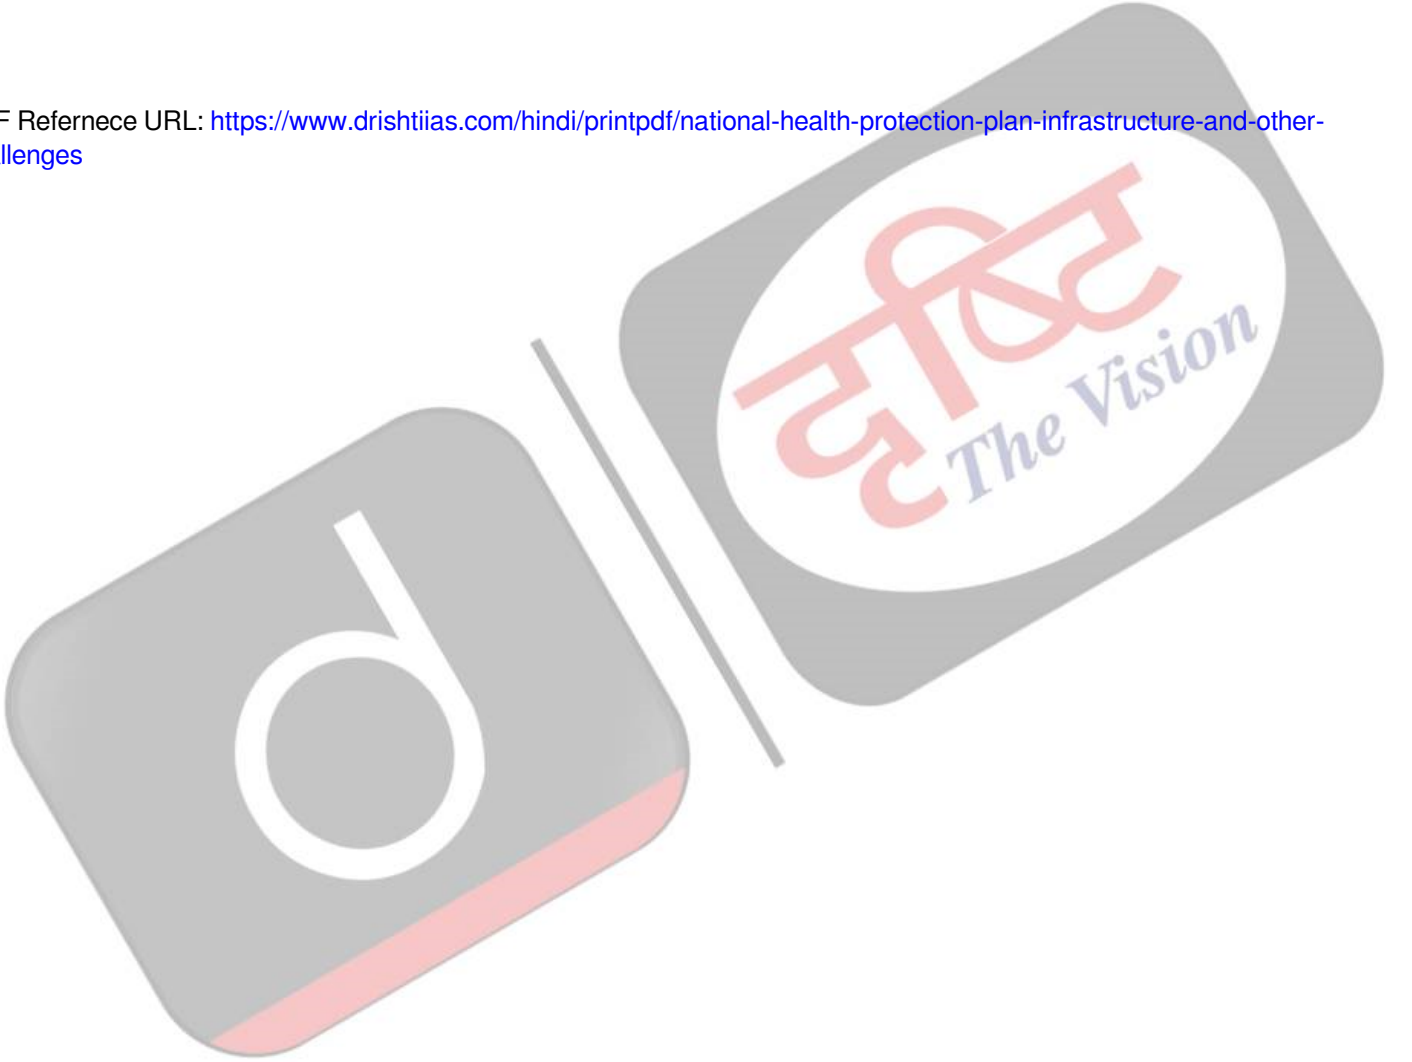 F Refernece URL: https://www.drishtiias.com/hindi/printpdf/national-health-protection-plan-infrastructure-and-other-
llenges
दृष्टि
The Vision
d